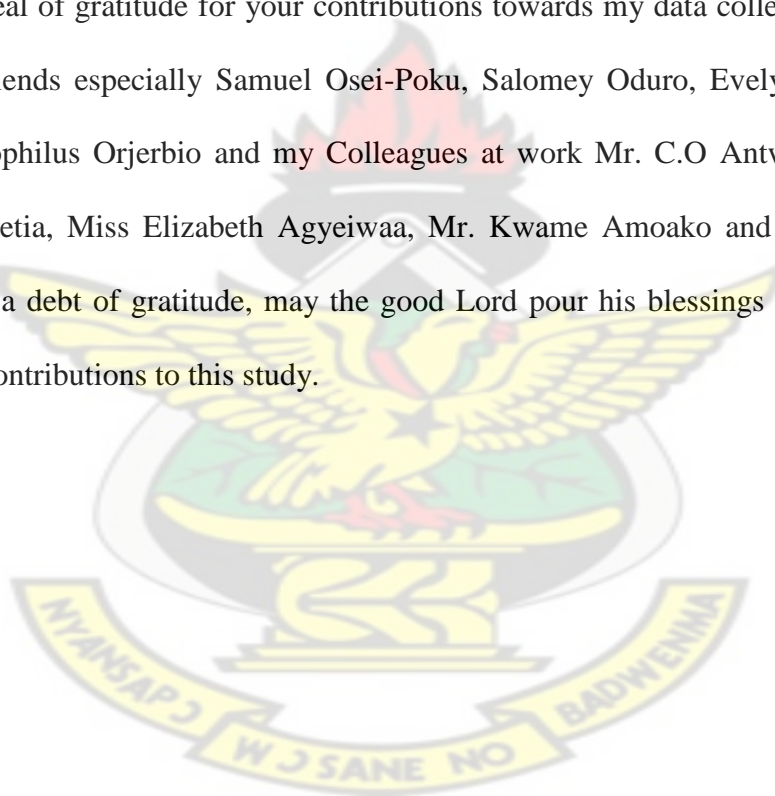 eal of gratitude for your contributions towards my data colle
ends especially Samuel Osei-Poku, Salomey Oduro, Evely
ophilus Orjerbio and my Colleagues at work Mr. C.O Antw
etia, Miss Elizabeth Agyeiwaa, Mr. Kwame Amoako and
a debt of gratitude, may the good Lord pour his blessings
ontributions to this study.
NYANSAPƆ WƆSANE NO BADWENMA